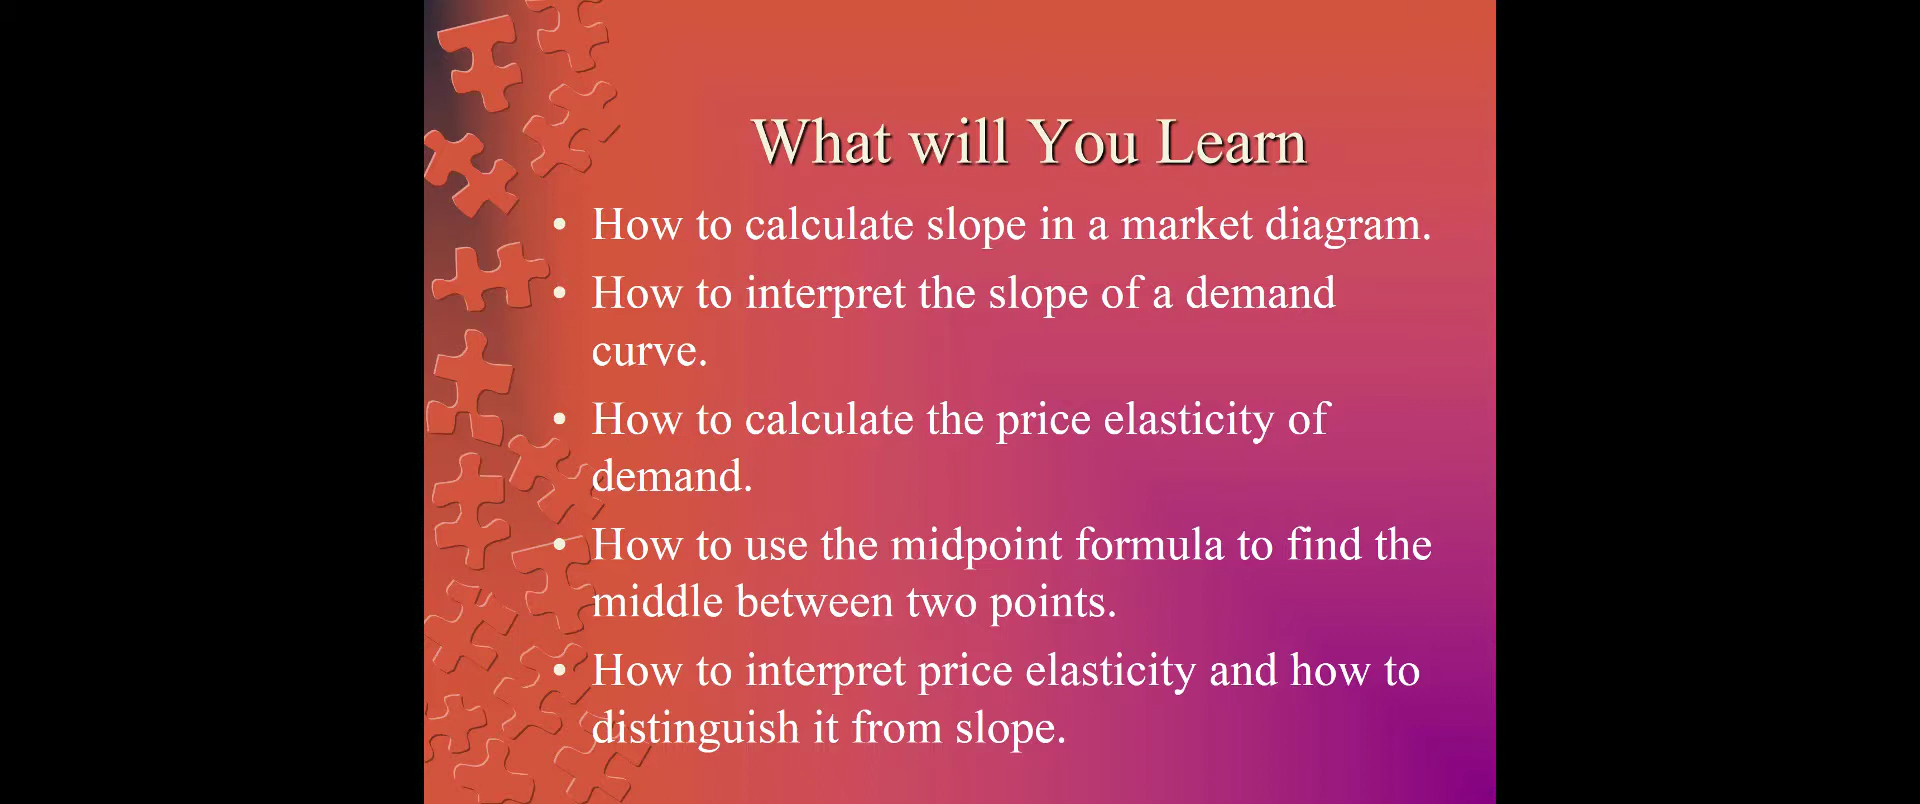 What will You Learn
• How to calculate slope in a market diagram.
• How to interpret the slope of a demand
curve.
• How to calculate the price elasticity of
demand.
• How to use the midpoint formula to find the
middle between two points.
• How to interpret price elasticity and how to
distinguish it from slope.